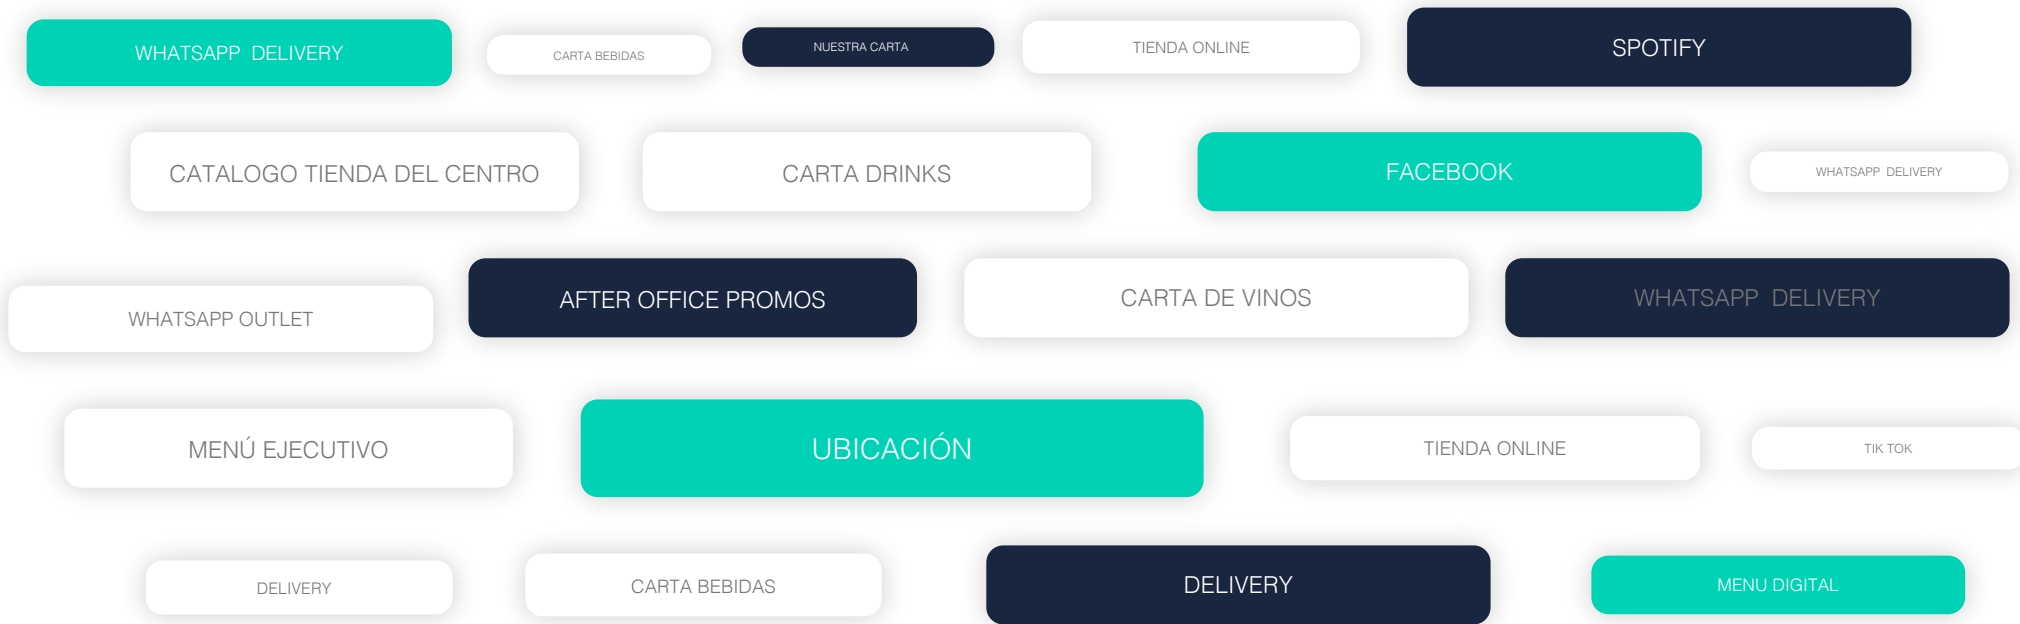 WHATSAPP DELIVERY
CARTA BEBIDAS
NUESTRA CARTA
TIENDA ONLINE
SPOTIFY
CATALOGO TIENDA DEL CENTRO
CARTA DRINKS
FACEBOOK
WHATSAPP DELIVERY
WHATSAPP OUTLET
AFTER OFFICE PROMOS
CARTA DE VINOS
WHATSAPP DELIVERY
MENÚ EJECUTIVO
UBICACIÓN
TIENDA ONLINE
TIK TOK
DELIVERY
CARTA BEBIDAS
DELIVERY
MENU DIGITAL